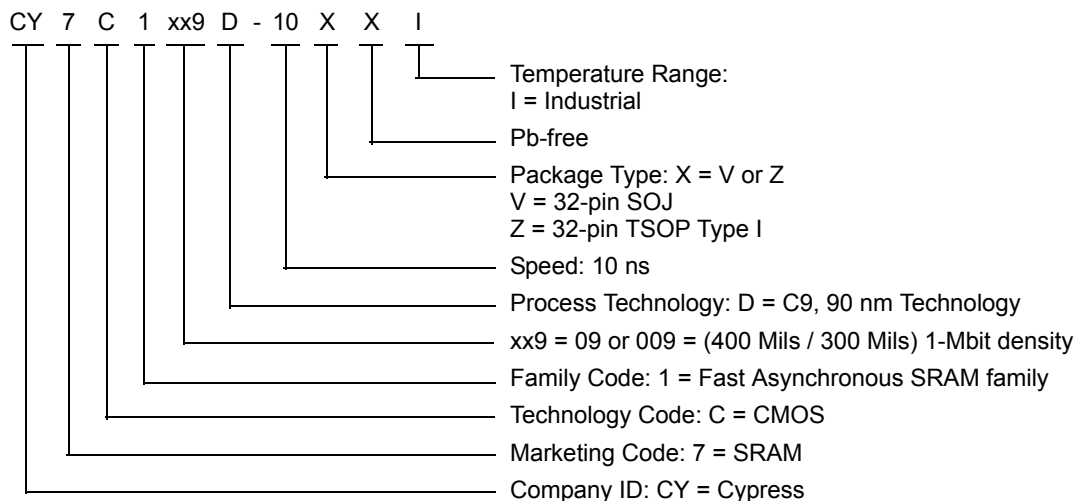 CY 7 C 1 xx9 D - 10 X X I
Temperature Range:
I = Industrial
Pb-free
Package Type: X = V or Z
V = 32-pin SOJ
Z = 32-pin TSOP Type I
Speed: 10 ns
Process Technology: D = C9, 90 nm Technology
xx9 = 09 or 009 = (400 Mils / 300 Mils) 1-Mbit density
Family Code: 1 = Fast Asynchronous SRAM family
Technology Code: C = CMOS
Marketing Code: 7 = SRAM
Company ID: CY = Cypress